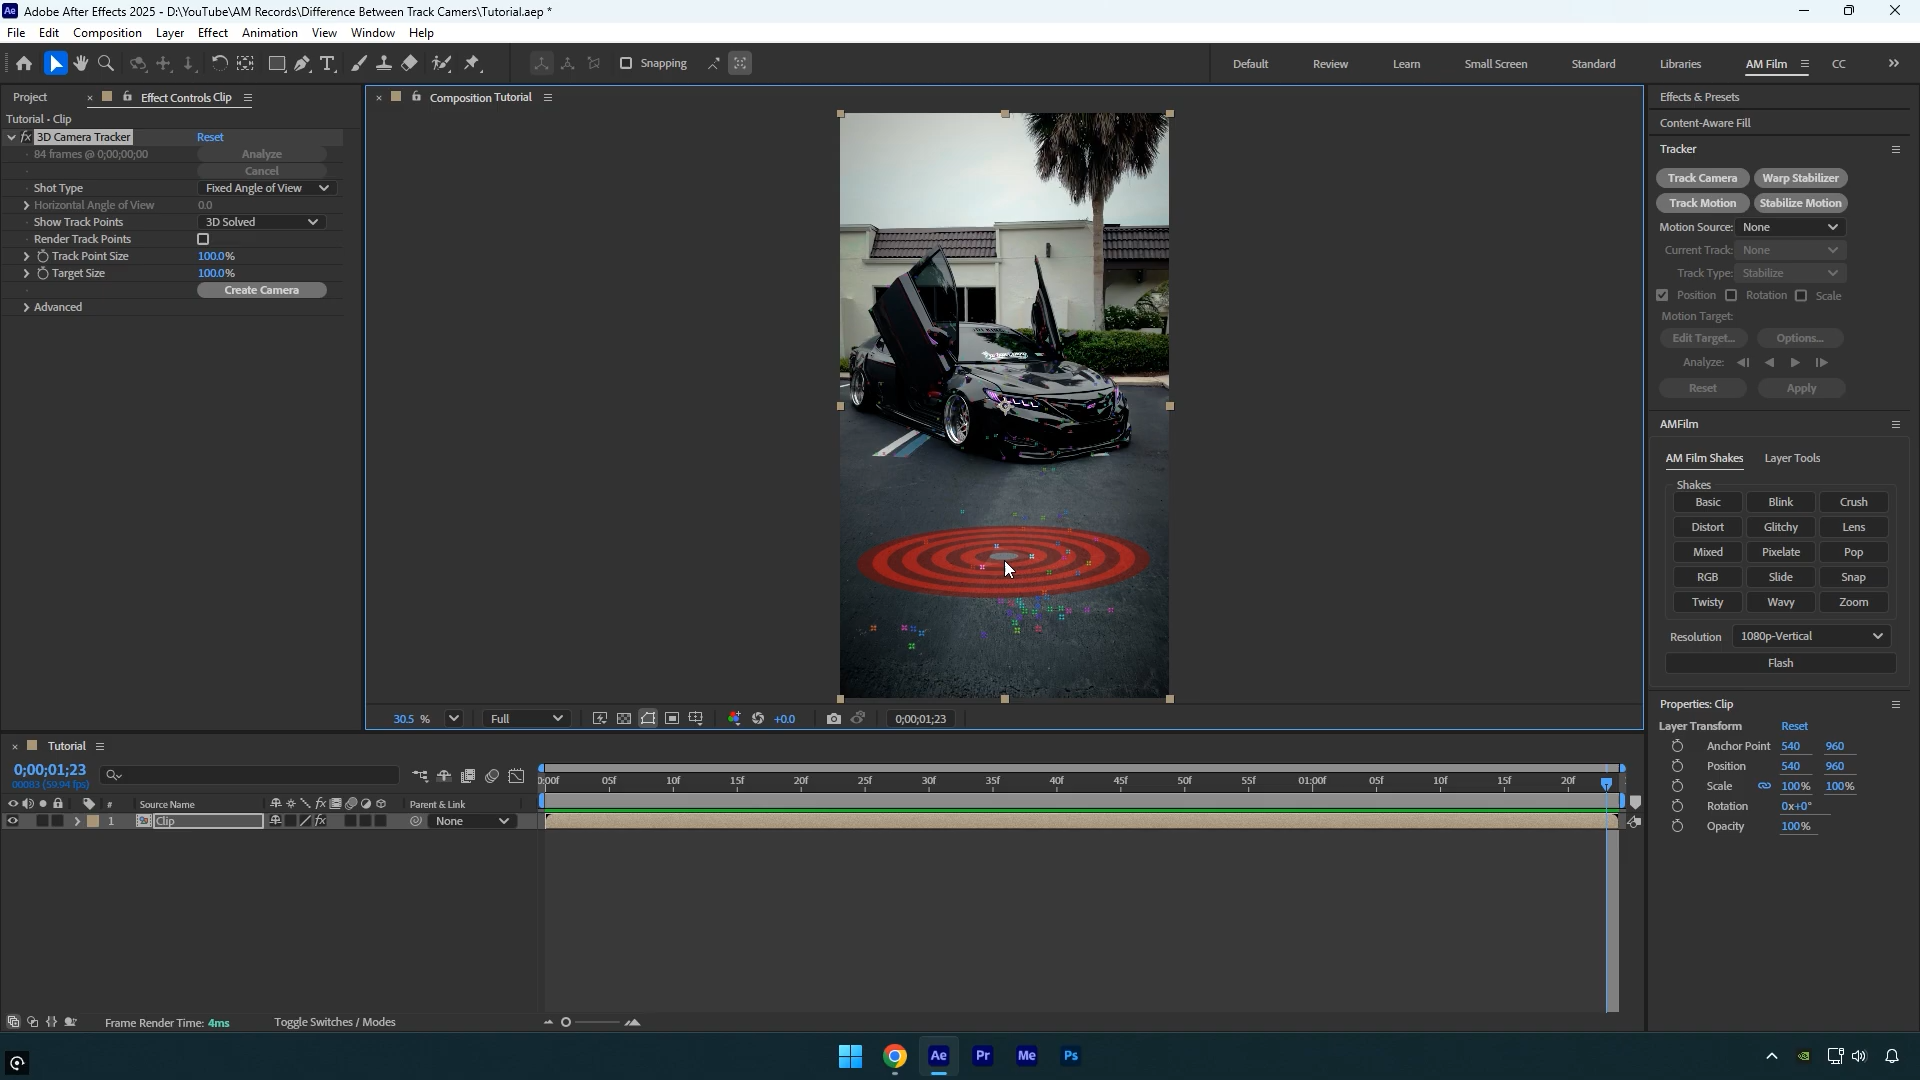 Adobe After Effects 2025 - D:\YouTube\AM Records\Difference Between Track Camers\Tutorial.aep *
File Edit Composition Layer Effect Animation View Window Help
Snapping
Default Review Learn Small Screen Standard Libraries AM Film CC
Project
Effect Controls Clip
Tutorial • Clip
3D Camera Tracker Reset
84 frames @ 0;00;00;00 Analyze
Cancel
Shot Type Fixed Angle of View
Horizontal Angle of View 0.0
Show Track Points 3D Solved
Render Track Points
Track Point Size 100.0%
Target Size 100.0%
Create Camera
Advanced
Composition Tutorial
30.5 %
Full
+0.0
0;00;01;23
Effects & Presets
Content-Aware Fill
Tracker
Track Camera Warp Stabilizer
Track Motion Stabilize Motion
Motion Source: None
Current Track: None
Track Type: Stabilize
Position Rotation Scale
Motion Target:
Edit Target... Options...
Analyze:
Reset Apply
AMFilm
AM Film Shakes Layer Tools
Shakes
Basic Blink Crush
Distort Glitchy Lens
Mixed Pixelate Pop
RGB Slide Snap
Twisty Wavy Zoom
Resolution 1080p-Vertical
Flash
Properties: Clip
Layer Transform Reset
Anchor Point 540 960
Position 540 960
Scale 100% 100%
Rotation 0x+0°
Opacity 100%
Tutorial
0;00;01;23
00083 (59.94 fps)
0:00f 05f 10f 15f 20f 25f 30f 35f 40f 45f 50f 55f 01:00f 05f 10f 15f 20f
# Source Name Parent & Link
1 Clip None
Frame Render Time: 4ms
Toggle Switches / Modes
Ae Pr Me Ps